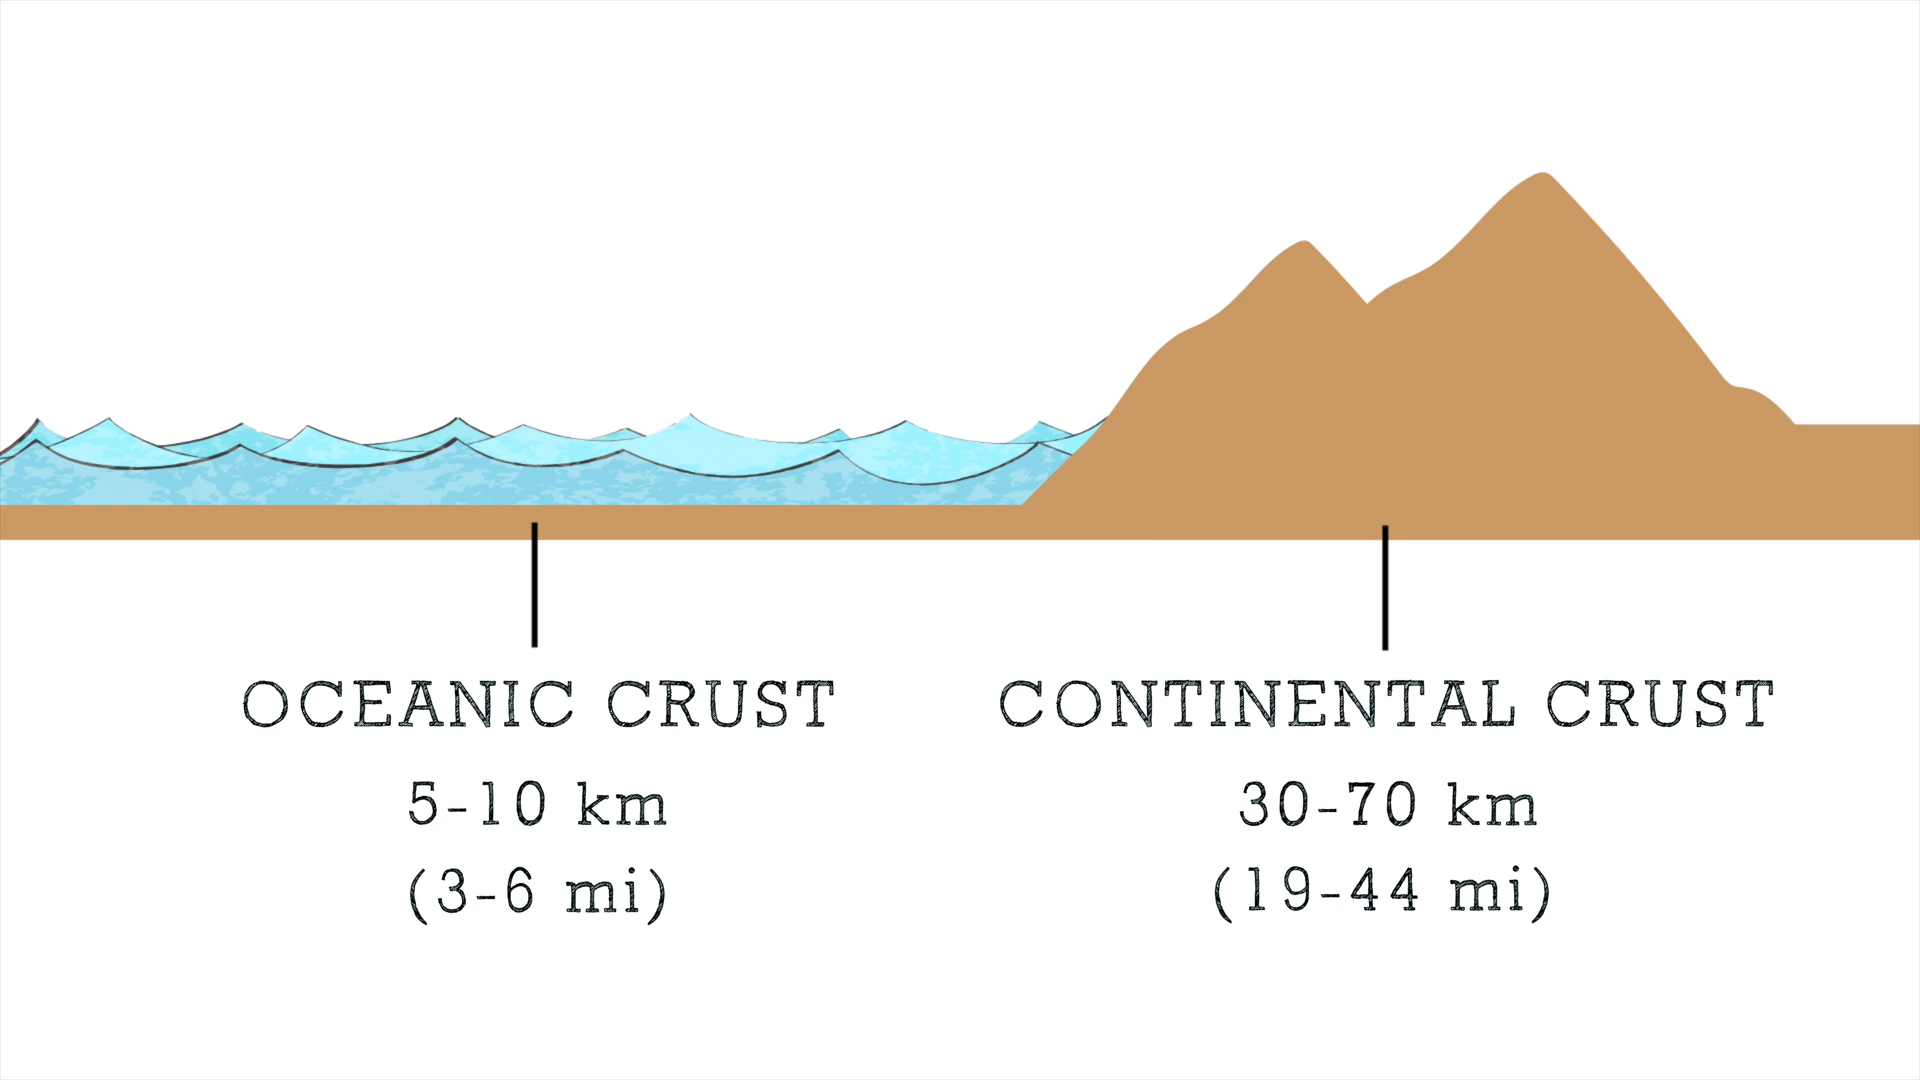 OCEANIC CRUST
5-10 km
(3-6 mi)
CONTINENTAL CRUST
30-70 km
(19-44 mi)